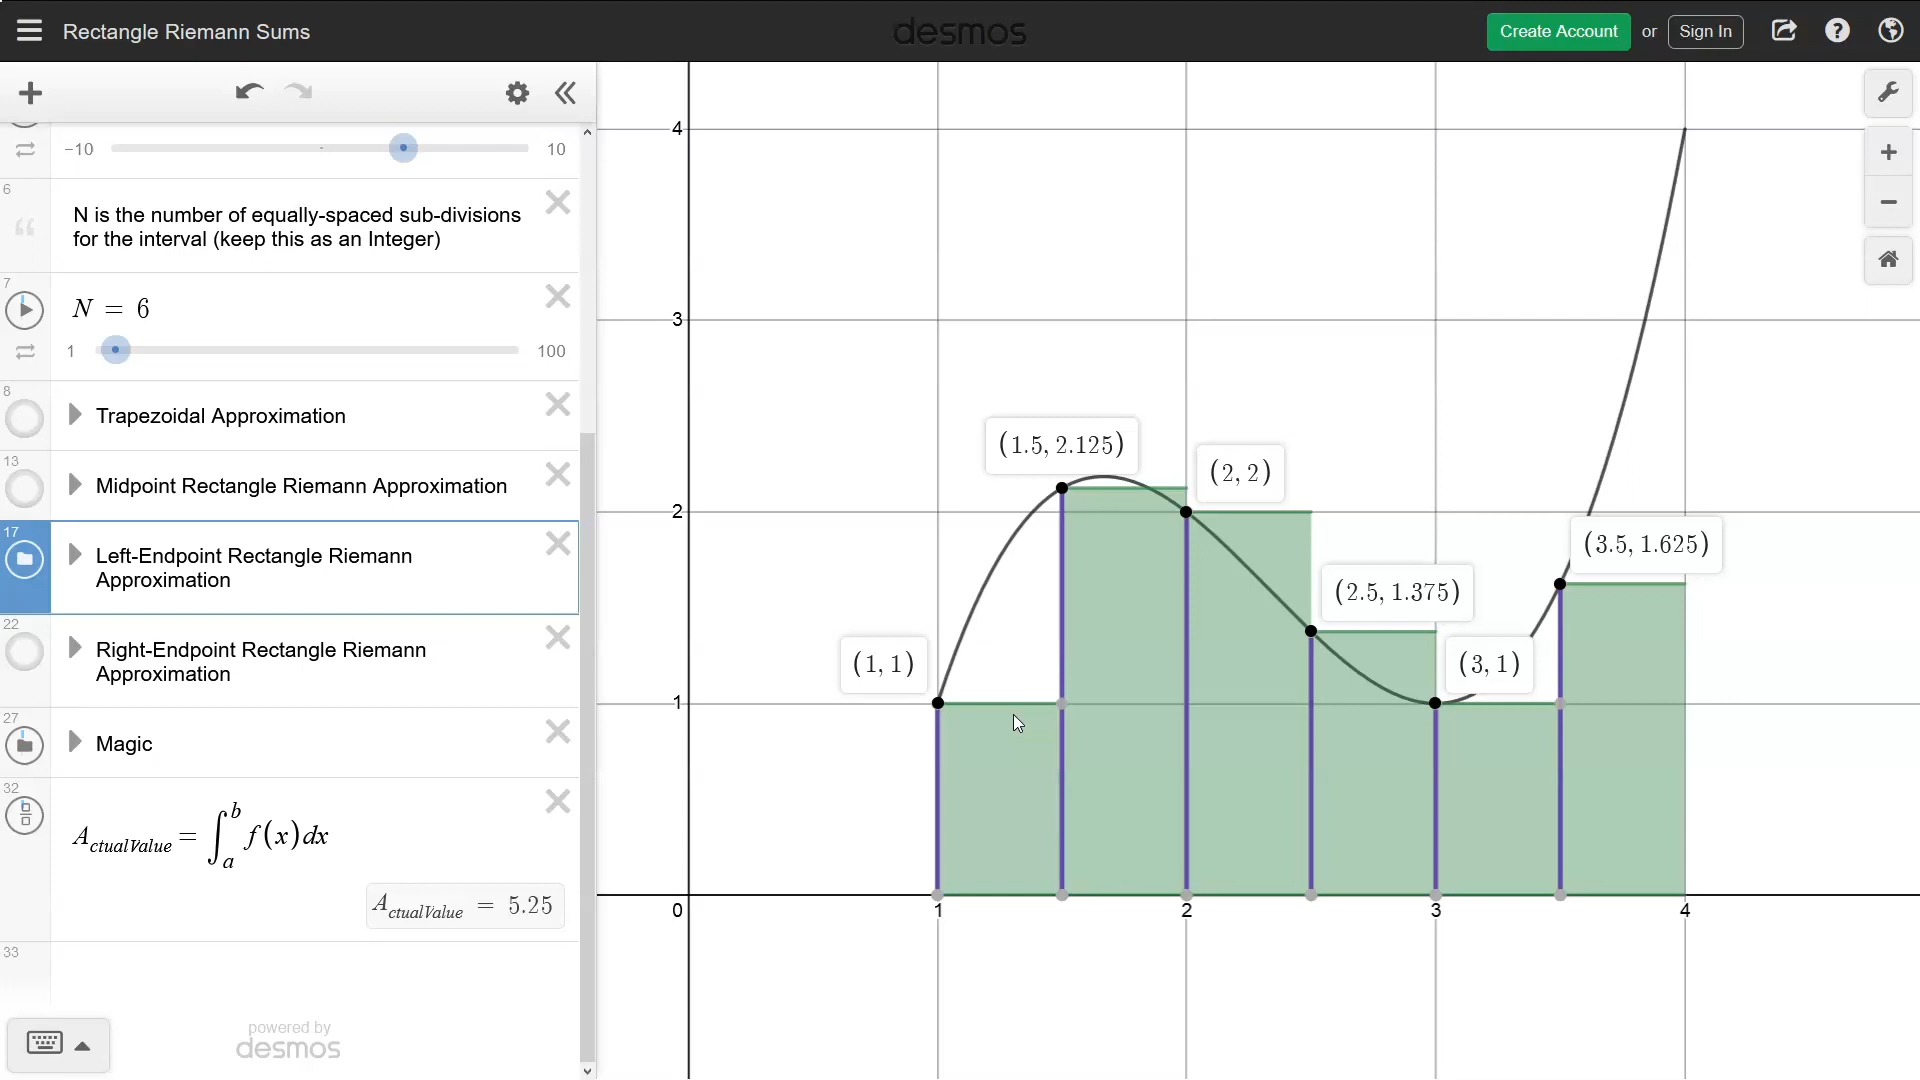 Rectangle Riemann Sums
desmos
Create Account or Sign In
-10 10
6
N is the number of equally-spaced sub-divisions
for the interval (keep this as an Integer)
7
N = 6
1 100
8
Trapezoidal Approximation
13
Midpoint Rectangle Riemann Approximation
17
Left-Endpoint Rectangle Riemann
Approximation
22
Right-Endpoint Rectangle Riemann
Approximation
27
Magic
32
A_ctualValue = ∫_a^b f(x)dx
A_ctualValue = 5.25
33
powered by
desmos
4
3
2
1
0
1
2
3
4
(1, 1)
(1.5, 2.125)
(2, 2)
(2.5, 1.375)
(3, 1)
(3.5, 1.625)